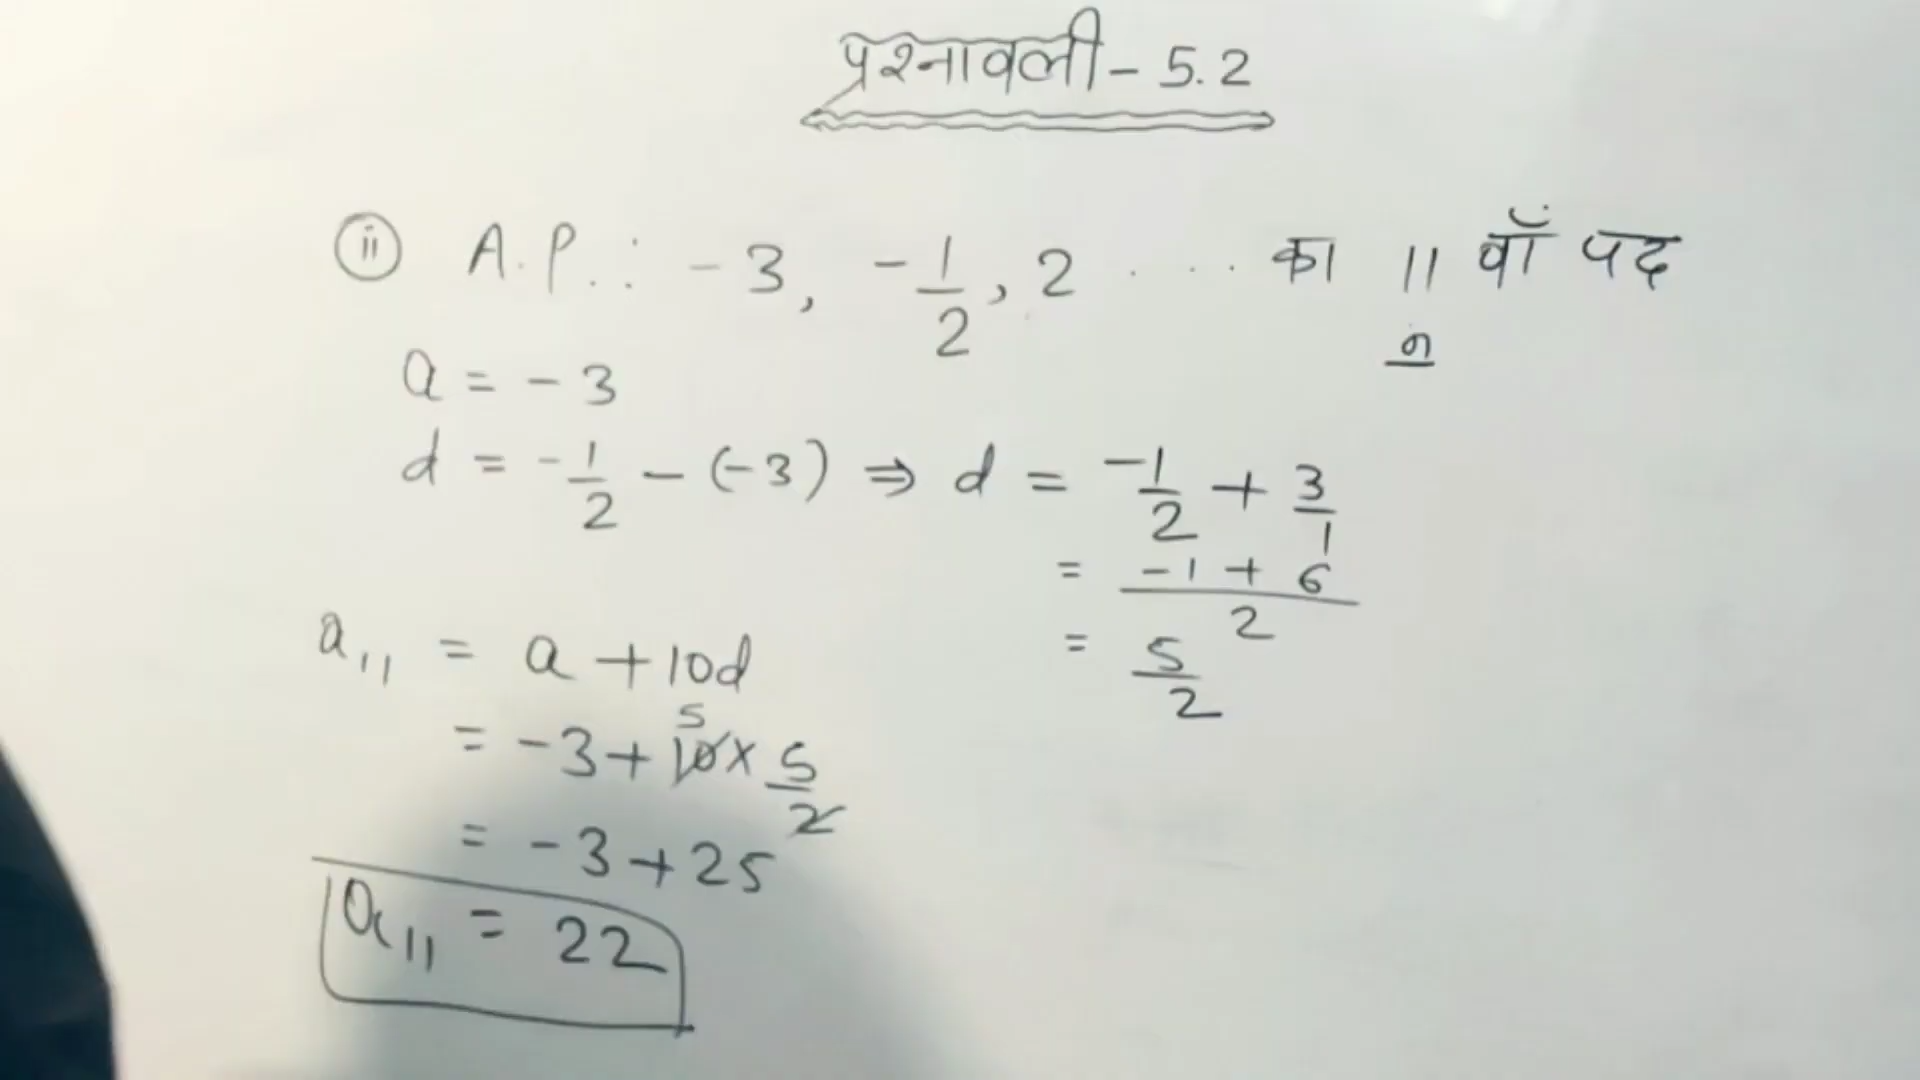 प्रश्नावली - 5.2
(ii) A.P. : -3, -1/2, 2 .... का 11 वाँ पद
n
a = -3
d = -1/2 - (-3) ⇒ d = -1/2 + 3/1
= (-1 + 6)/2
= 5/2
a₁₁ = a + 10d
5
= -3 + 10 × 5/2
= -3 + 25
a₁₁ = 22